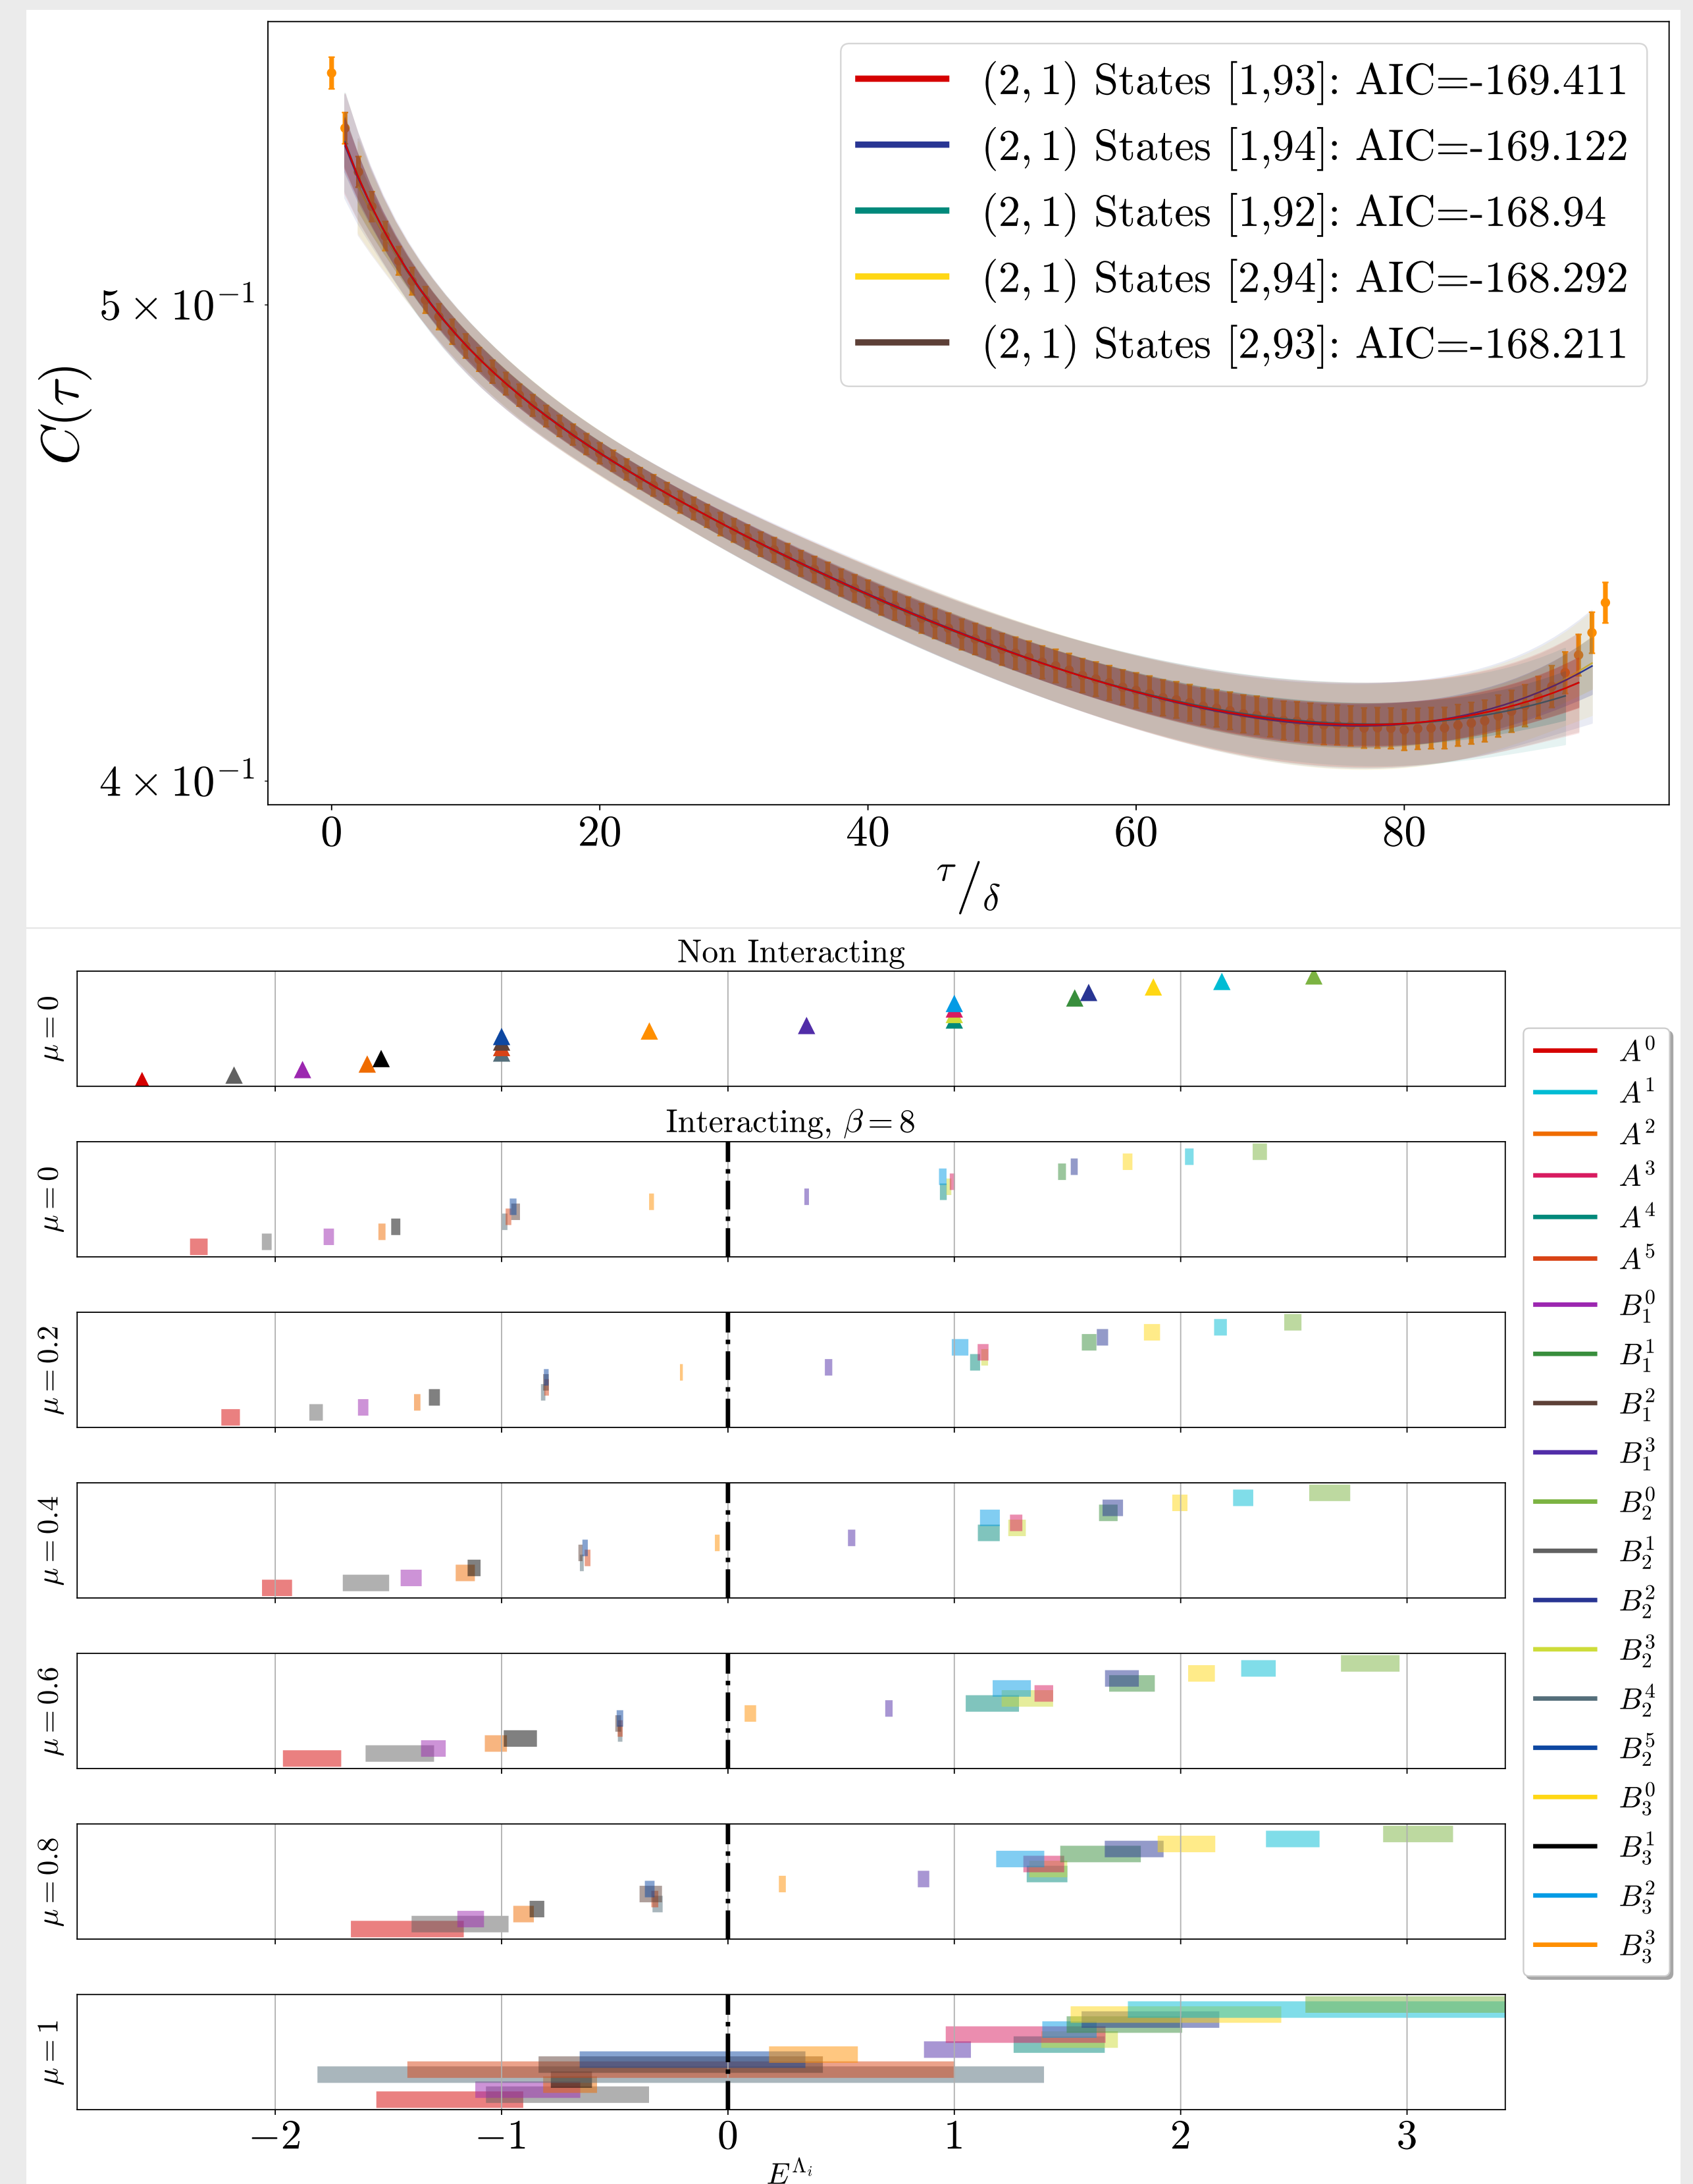 (2, 1) States [1,93]: AIC=-169.411
(2, 1) States [1,94]: AIC=-169.122
(2, 1) States [1,92]: AIC=-168.94
(2, 1) States [2,94]: AIC=-168.292
(2, 1) States [2,93]: AIC=-168.211
C(τ)
5 × 10⁻¹
4 × 10⁻¹
0 20 40 60 80
τ/δ
Non Interacting
μ = 0
Interacting, β = 8
μ = 0
μ = 0.2
μ = 0.4
μ = 0.6
μ = 0.8
μ = 1
−2 −1 0 1 2 3
E^{Λ_i}
A^0
A^1
A^2
A^3
A^4
A^5
B_1^0
B_1^1
B_1^2
B_1^3
B_2^0
B_2^1
B_2^2
B_2^3
B_2^4
B_2^5
B_3^0
B_3^1
B_3^2
B_3^3